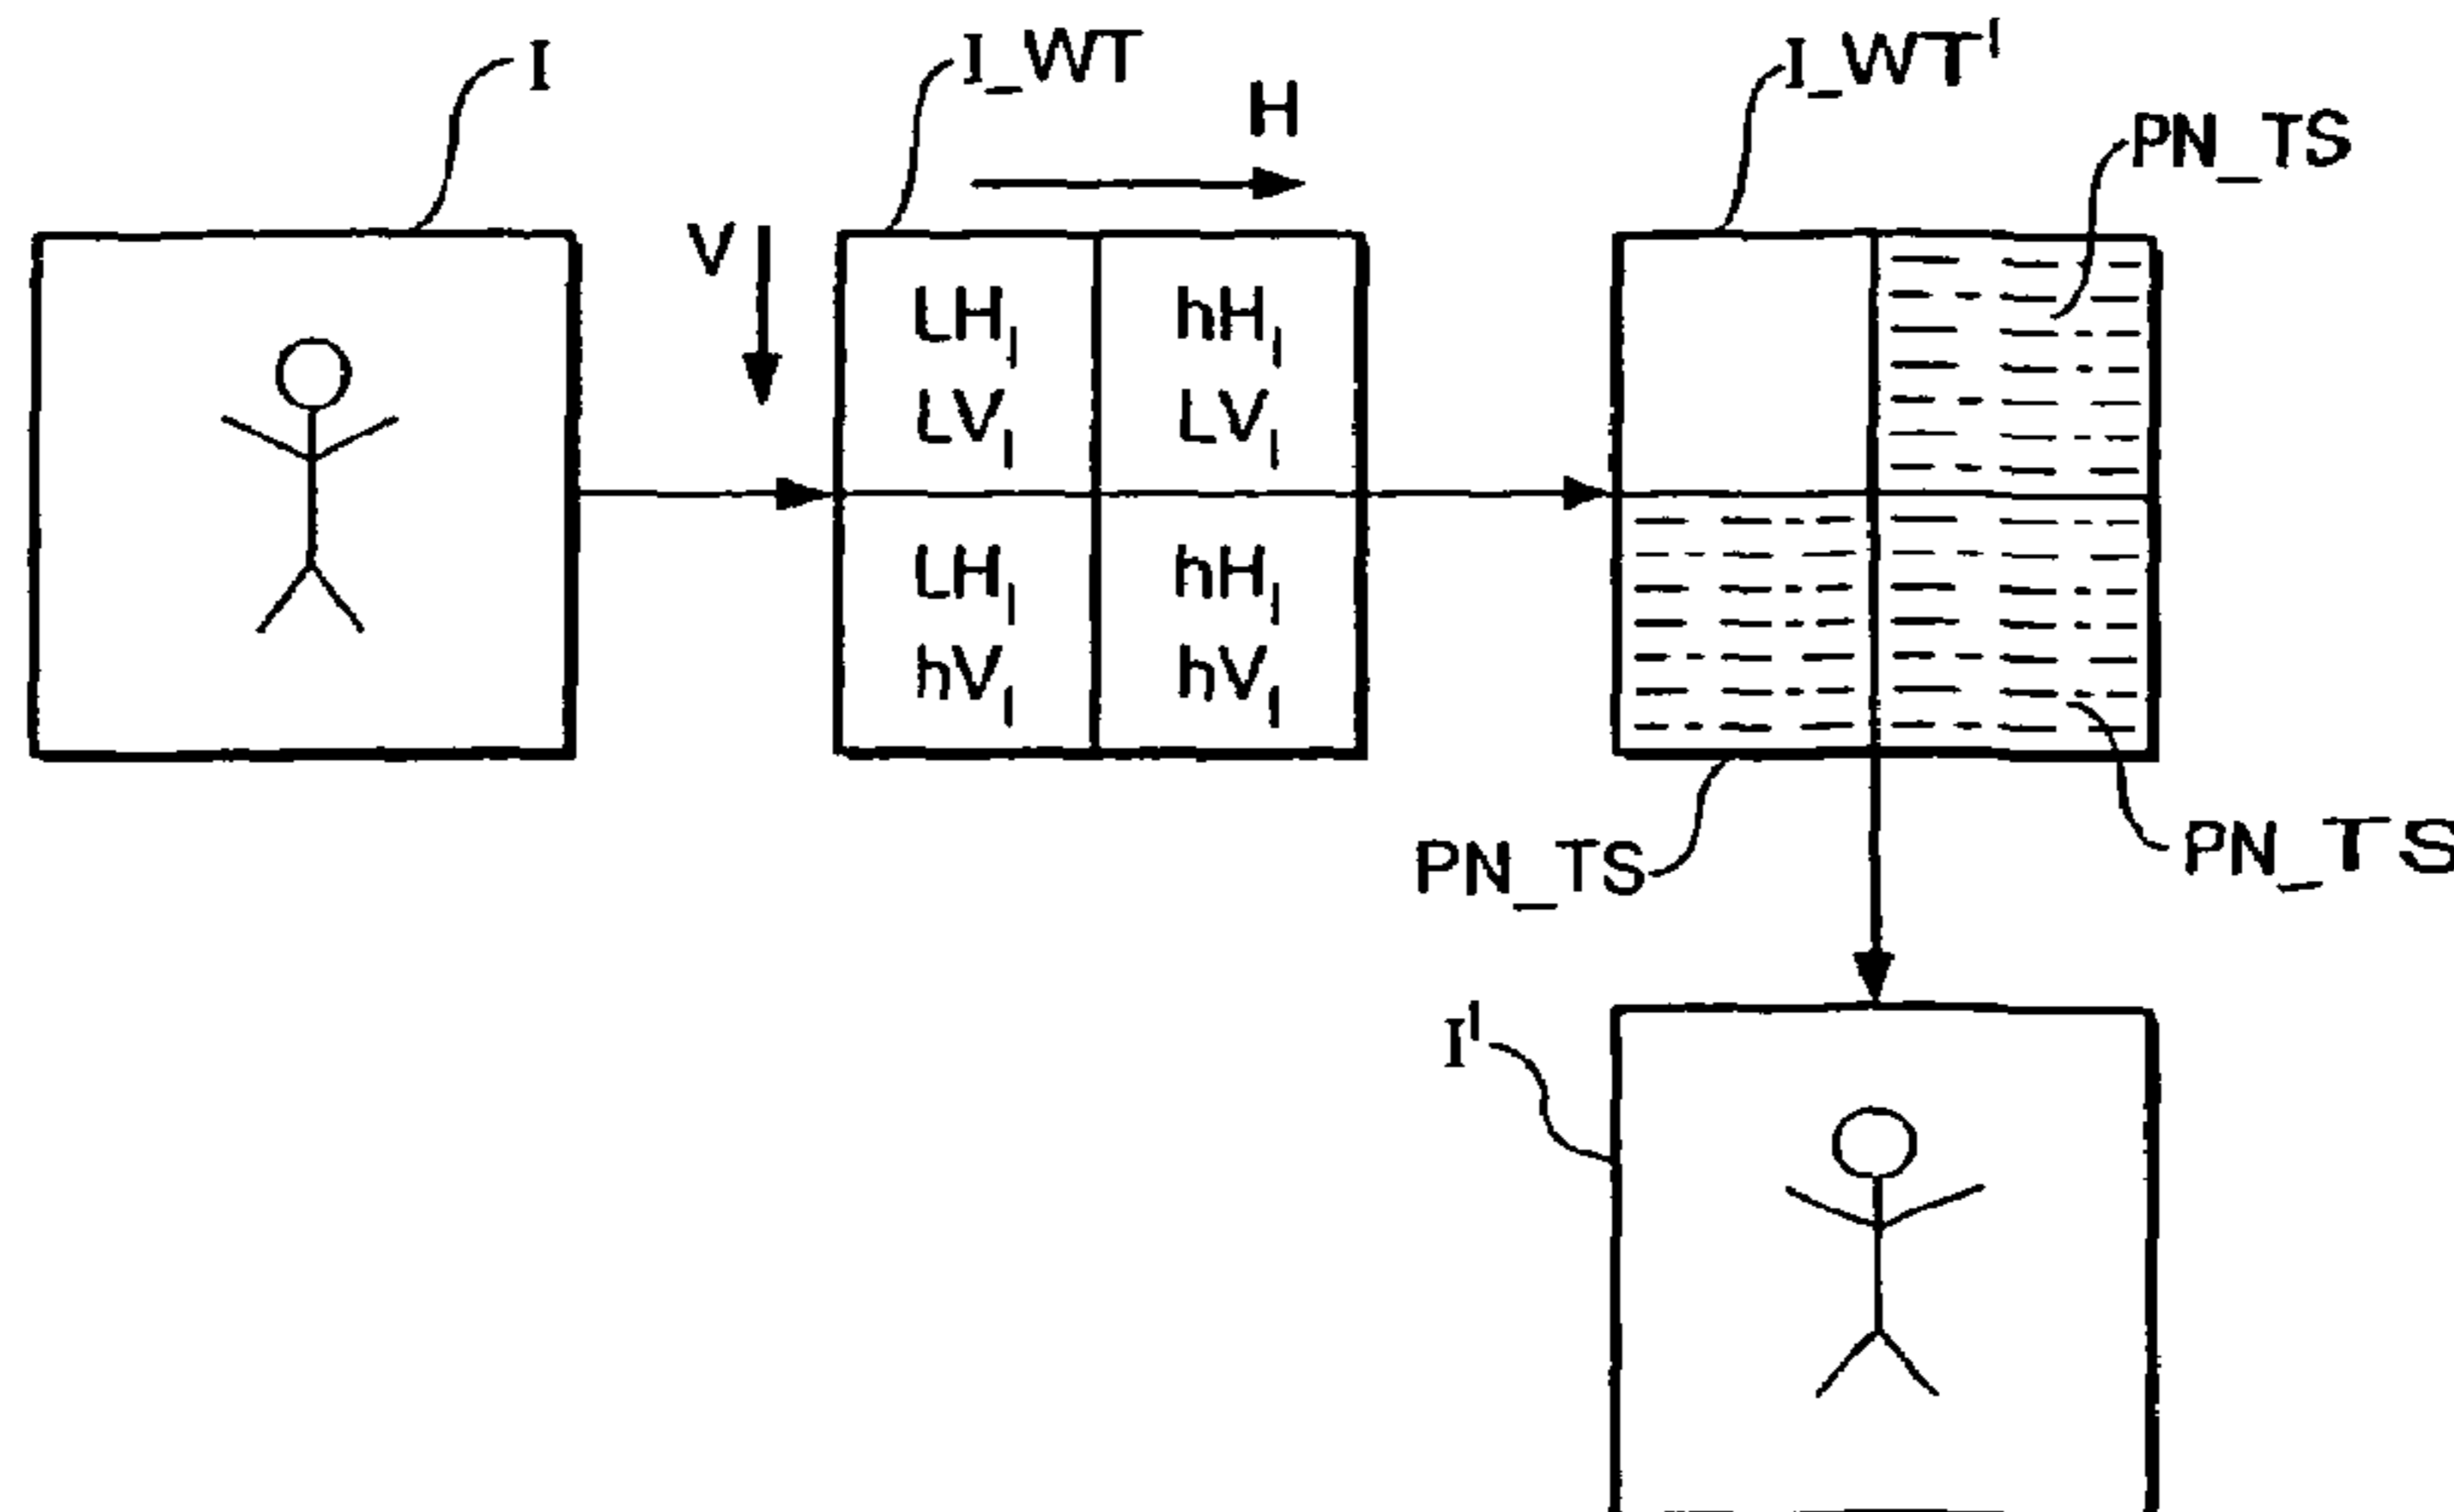 I
I_WT
H
V
LH₁
LV₁
hH₁
LV₁
LH₁
hV₁
hH₁
hV₁
I_WT'
PN_TS
PN_TS
PN_TS
I'